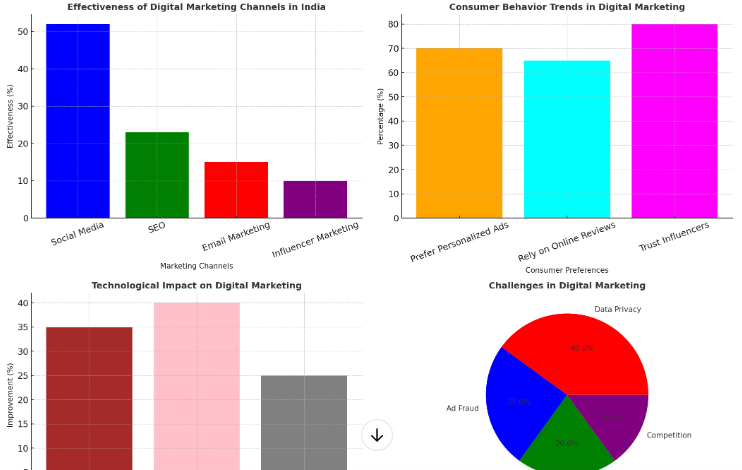 Effectiveness of Digital Marketing Channels in India
Effectiveness (%)
50
40
30
20
10
0
Social Media
SEO
Email Marketing
Influencer Marketing
Marketing Channels
Consumer Behavior Trends in Digital Marketing
Percentage (%)
80
70
60
50
40
30
20
10
0
Prefer Personalized Ads
Rely on Online Reviews
Trust Influencers
Consumer Preferences
Technological Impact on Digital Marketing
Improvement (%)
40
35
30
25
20
15
10
Challenges in Digital Marketing
Data Privacy
40.0%
Ad Fraud
20.0%
Competition